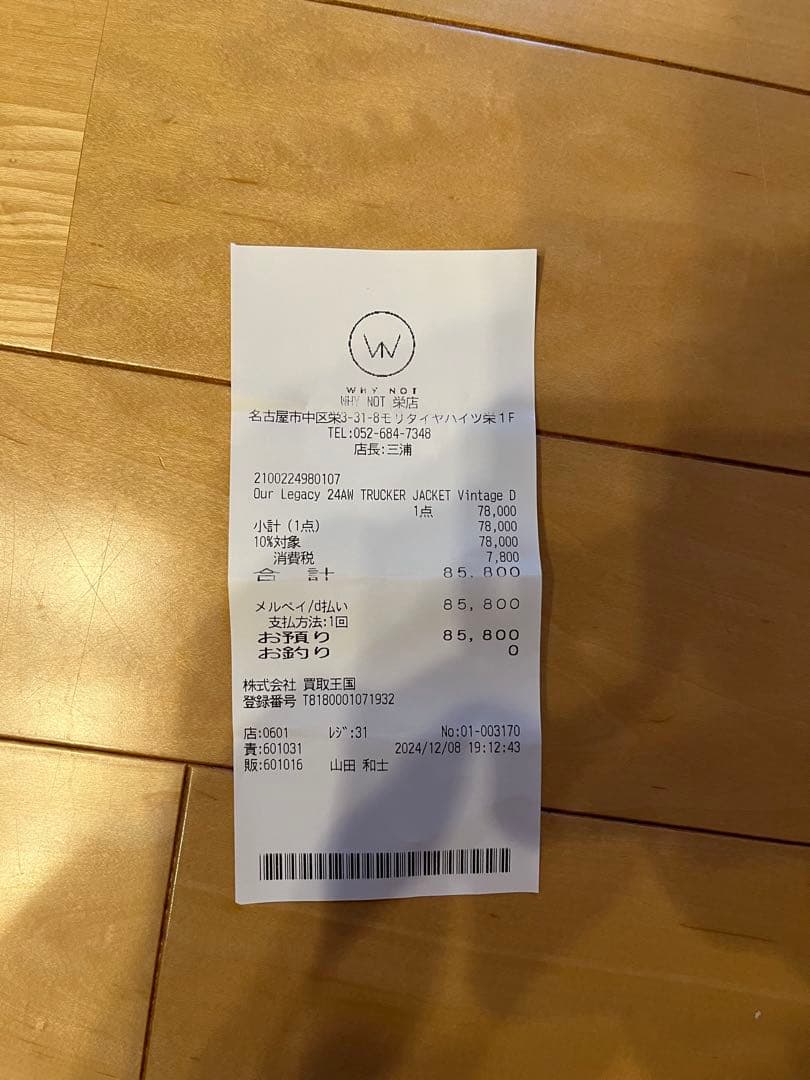 WN
WHY NOT
WHY NOT 栄店
名古屋市中区栄3-31-8モリタイヤハイツ栄1F
TEL:052-684-7348
店長:三浦
2100224980107
Our Legacy 24AW TRUCKER JACKET Vintage D
1点 78,000
小計(1点) 78,000
10%対象 78,000
消費税 7,800
合計 85,800
メルペイ/d払い 85,800
支払方法:1回
お預り 85,800
お釣り 0
株式会社 買取王国
登録番号 T8180001071932
店:0601 レジ:31 No:01-003170
責:601031 2024/12/08 19:12:43
販:601016 山田 和士